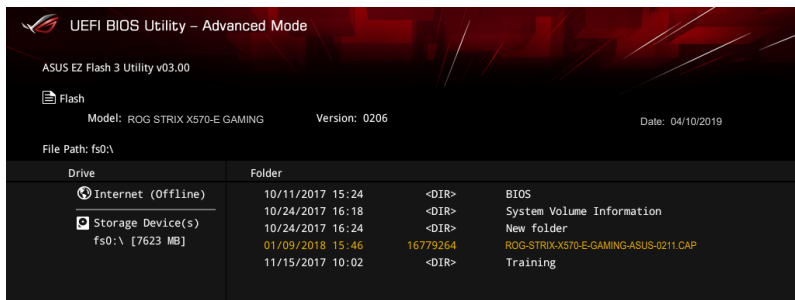 UEFI BIOS Utility – Advanced Mode
ASUS EZ Flash 3 Utility v03.00
Flash
Model: ROG STRIX X570-E GAMING Version: 0206 Date: 04/10/2019
File Path: fs0:\
Drive Folder
Internet (Offline) 10/11/2017 15:24 <DIR> BIOS
10/24/2017 16:18 <DIR> System Volume Information
Storage Device(s) 10/24/2017 16:24 <DIR> New folder
fs0:\ [7623 MB] 01/09/2018 15:46 16779264 ROG-STRIX-X570-E-GAMING-ASUS-0211.CAP
11/15/2017 10:02 <DIR> Training